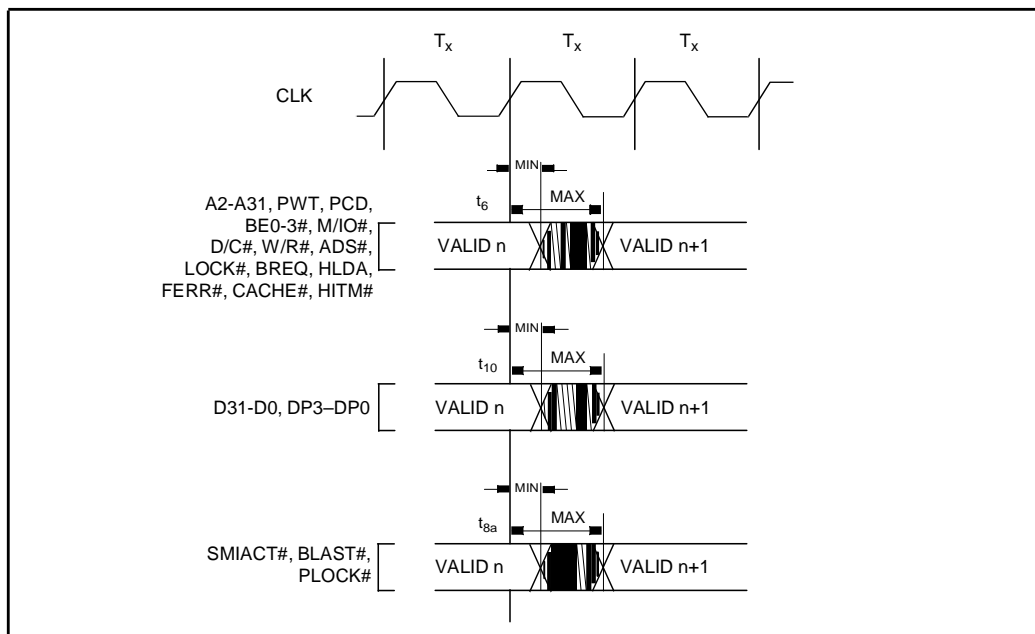 Tx Tx Tx
CLK
MIN
t6 MAX
A2-A31, PWT, PCD,
BE0-3#, M/IO#,
D/C#, W/R#, ADS#,
LOCK#, BREQ, HLDA,
FERR#, CACHE#, HITM#
VALID n VALID n+1
MIN
t10 MAX
D31-D0, DP3–DP0
VALID n VALID n+1
MIN
t8a MAX
SMIACT#, BLAST#,
PLOCK#
VALID n VALID n+1